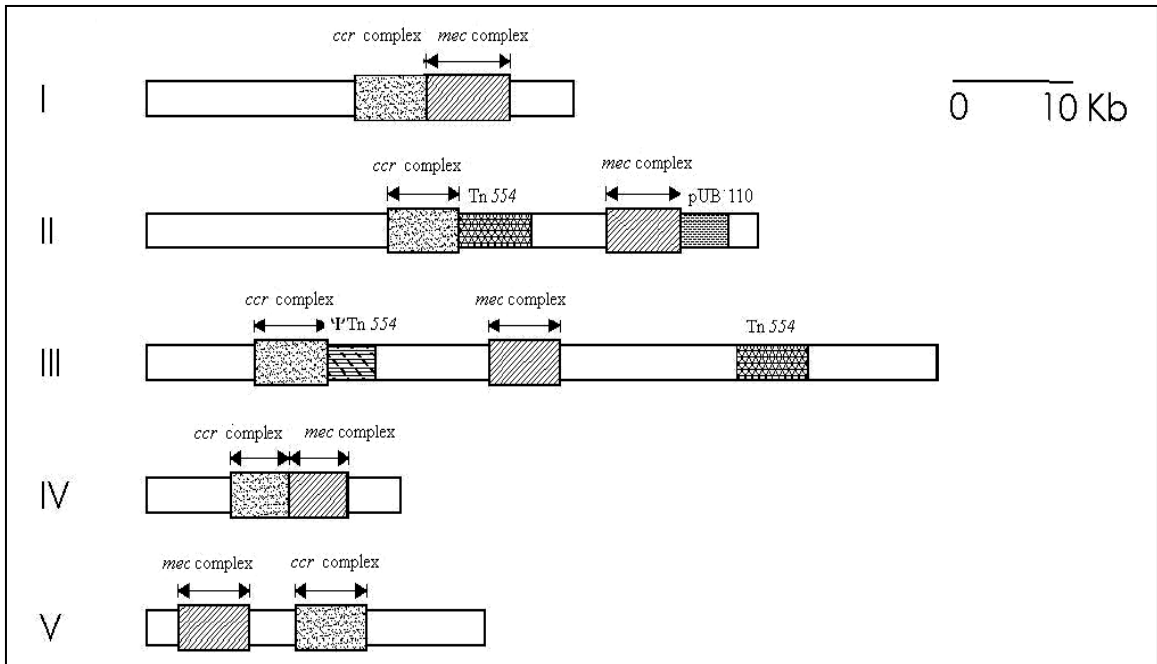 ccr complex mec complex
I
0 10 Kb
ccr complex mec complex
Tn 554 pUB 110
II
ccr complex mec complex
Tn 554 Tn 554
III
ccr complex mec complex
IV
mec complex ccr complex
V